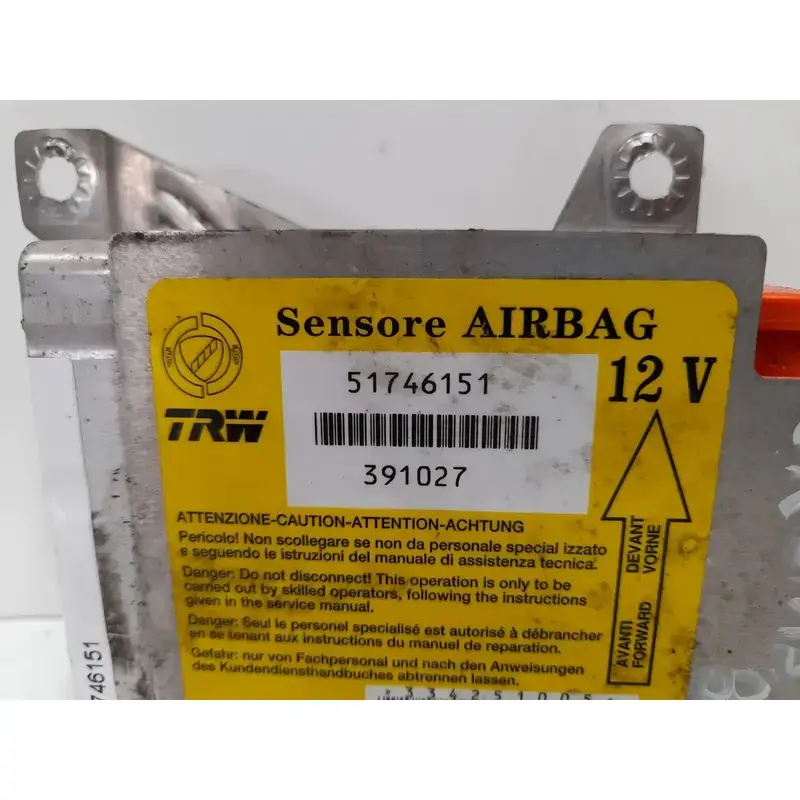 Sensore AIRBAG
51746151
12 V
TRW
391027
ATTENZIONE-CAUTION-ATTENTION-ACHTUNG
Pericolo! Non scollegare se non da personale special izzato
e seguendo le istruzioni del manuale di assistenza tecnica.
Danger: Do not disconnect! This operation is only to be
carried out by skilled operators, following the instructions
given in the service manual.
Danger: Seul le personel specialisé est autorisé à débrancher
en se tenant aux instructions du manuel de reparation.
Gefahr: nur von Fachpersonal und nach den Anweisungen
des Kundendiensthandbuches abtrennen lassen.
AVANTI DEVANT
FORWARD VORNE
746151